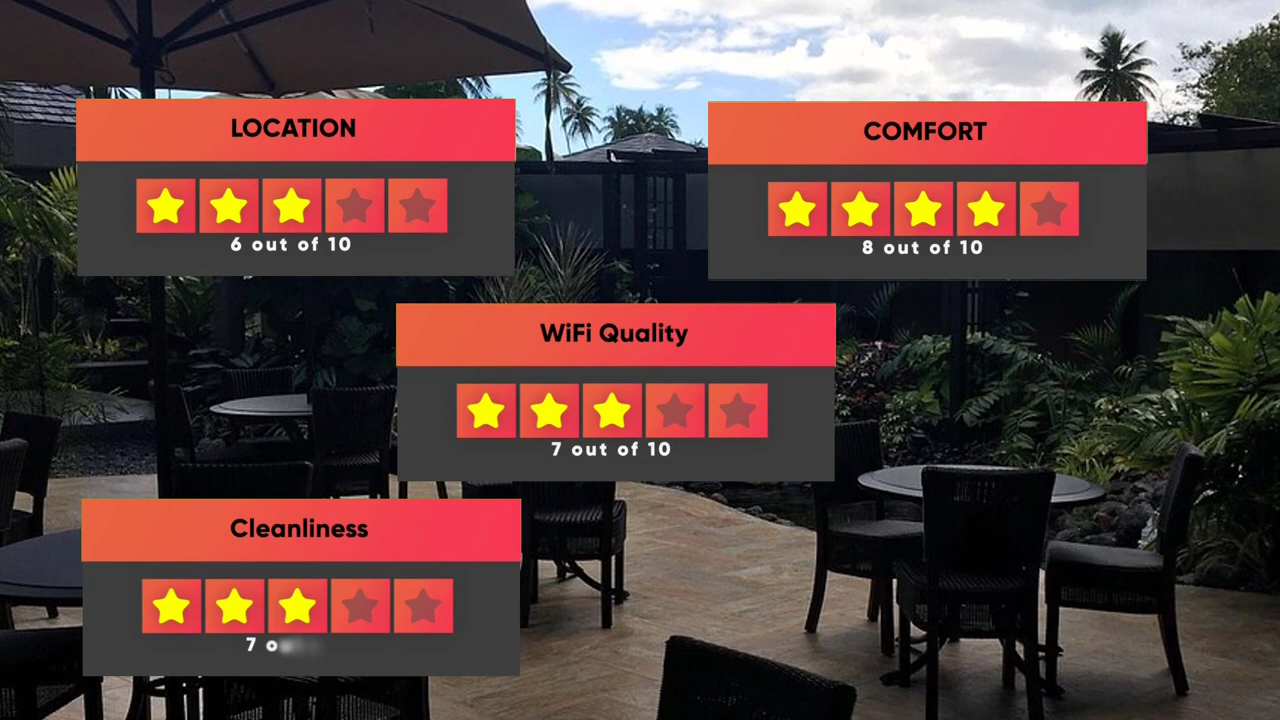 LOCATION
6 out of 10
COMFORT
8 out of 10
WiFi Quality
7 out of 10
Cleanliness
7 o